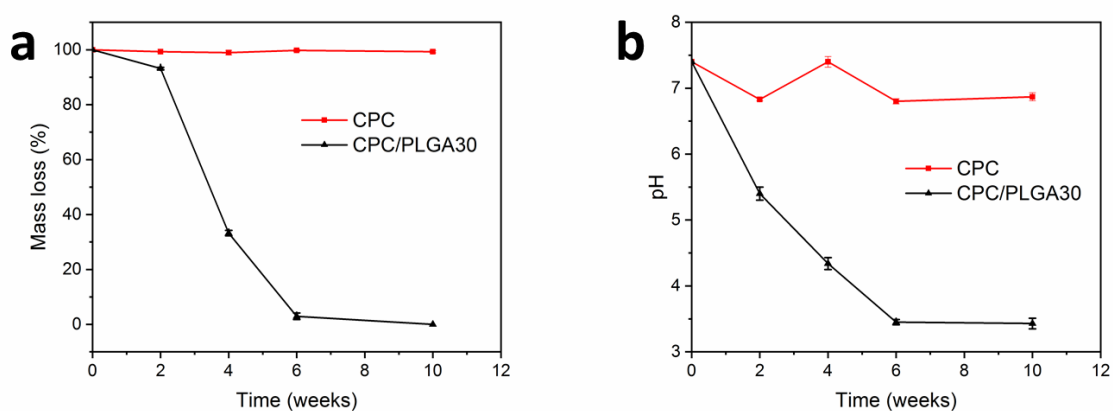 a
Mass loss (%)
100
80
60
40
20
0
CPC
CPC/PLGA30
0 2 4 6 8 10 12
Time (weeks)
b
pH
8
7
6
5
4
3
CPC
CPC/PLGA30
0 2 4 6 8 10 12
Time (weeks)